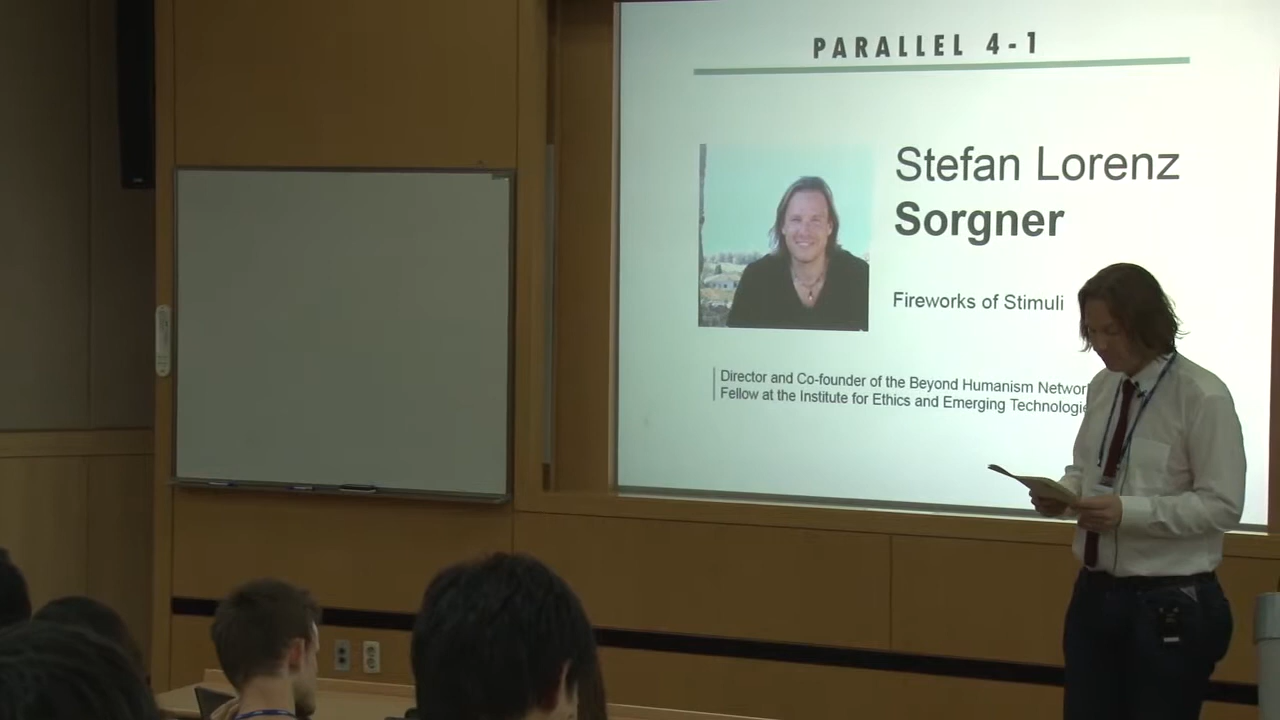 PARALLEL 4-1
Stefan Lorenz
Sorgner
Fireworks of Stimuli
Director and Co-founder of the Beyond Humanism
Fellow at the Institute for Ethics and Emerging